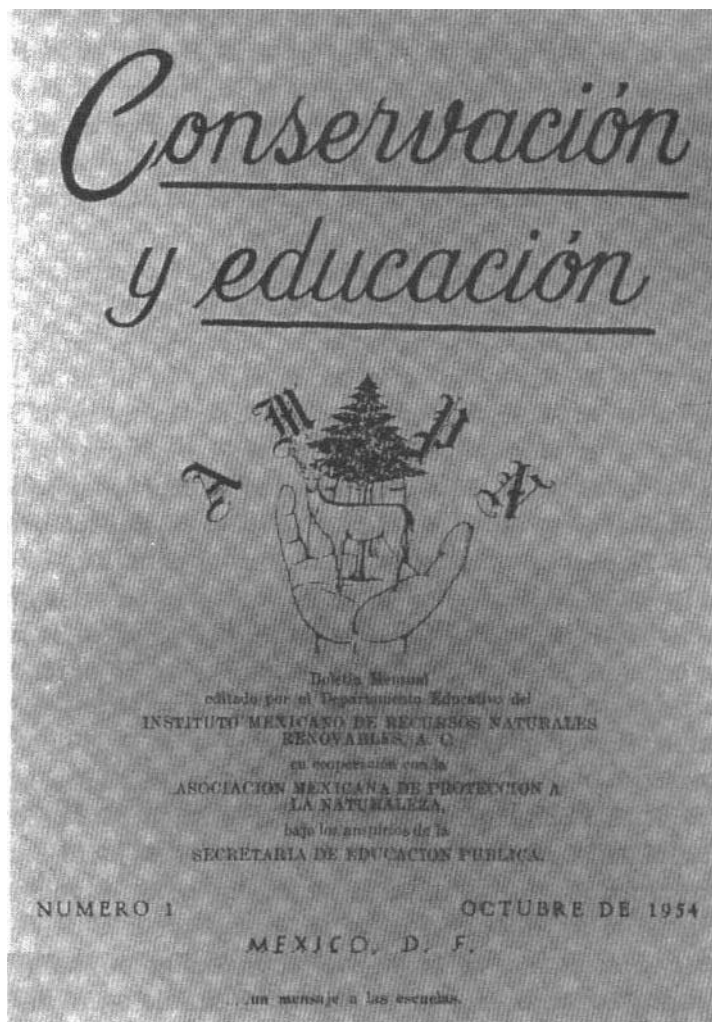 Conservación
y educación
A M P N
Boletín Mensual
editado por el Departamento Educativo del
INSTITUTO MEXICANO DE RECURSOS NATURALES
RENOVABLES, A. C.
en cooperación con la
ASOCIACION MEXICANA DE PROTECCION A
LA NATURALEZA,
bajo los auspicios de la
SECRETARIA DE EDUCACION PUBLICA.
NUMERO 1 OCTUBRE DE 1954
MEXICO, D. F.
...un mensaje a las escuelas.